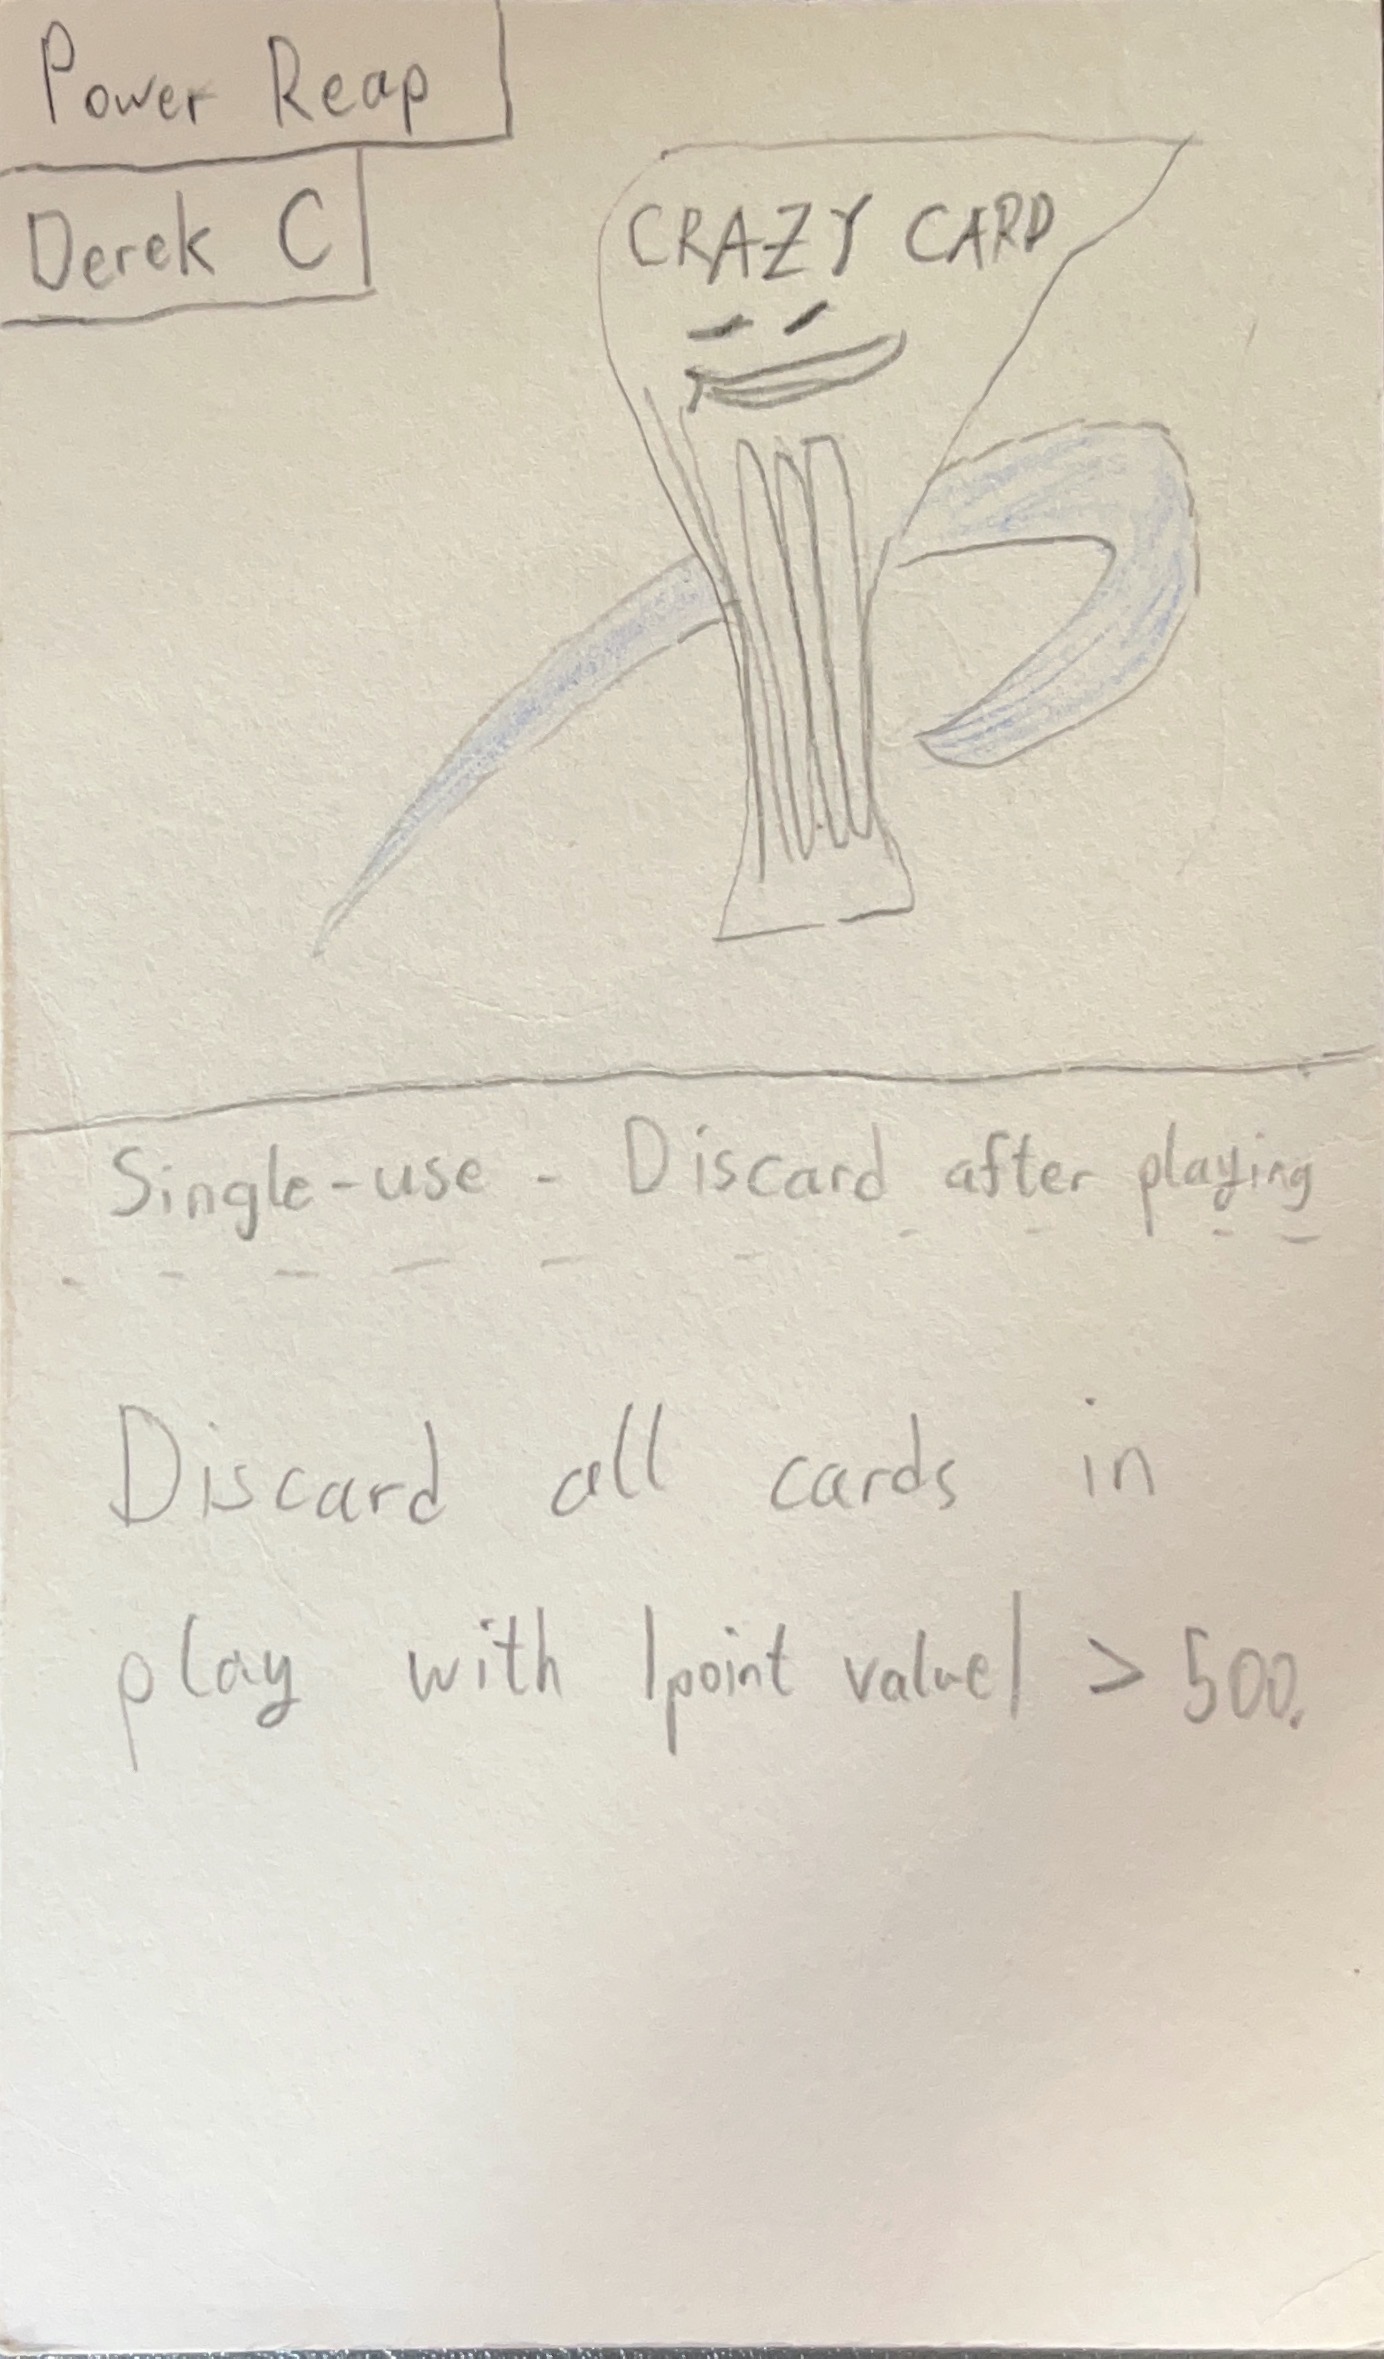 Power Reap
Derek C
CRAZY CARD
Single-use - Discard after playing
Discard all cards in
play with |point value| > 500.